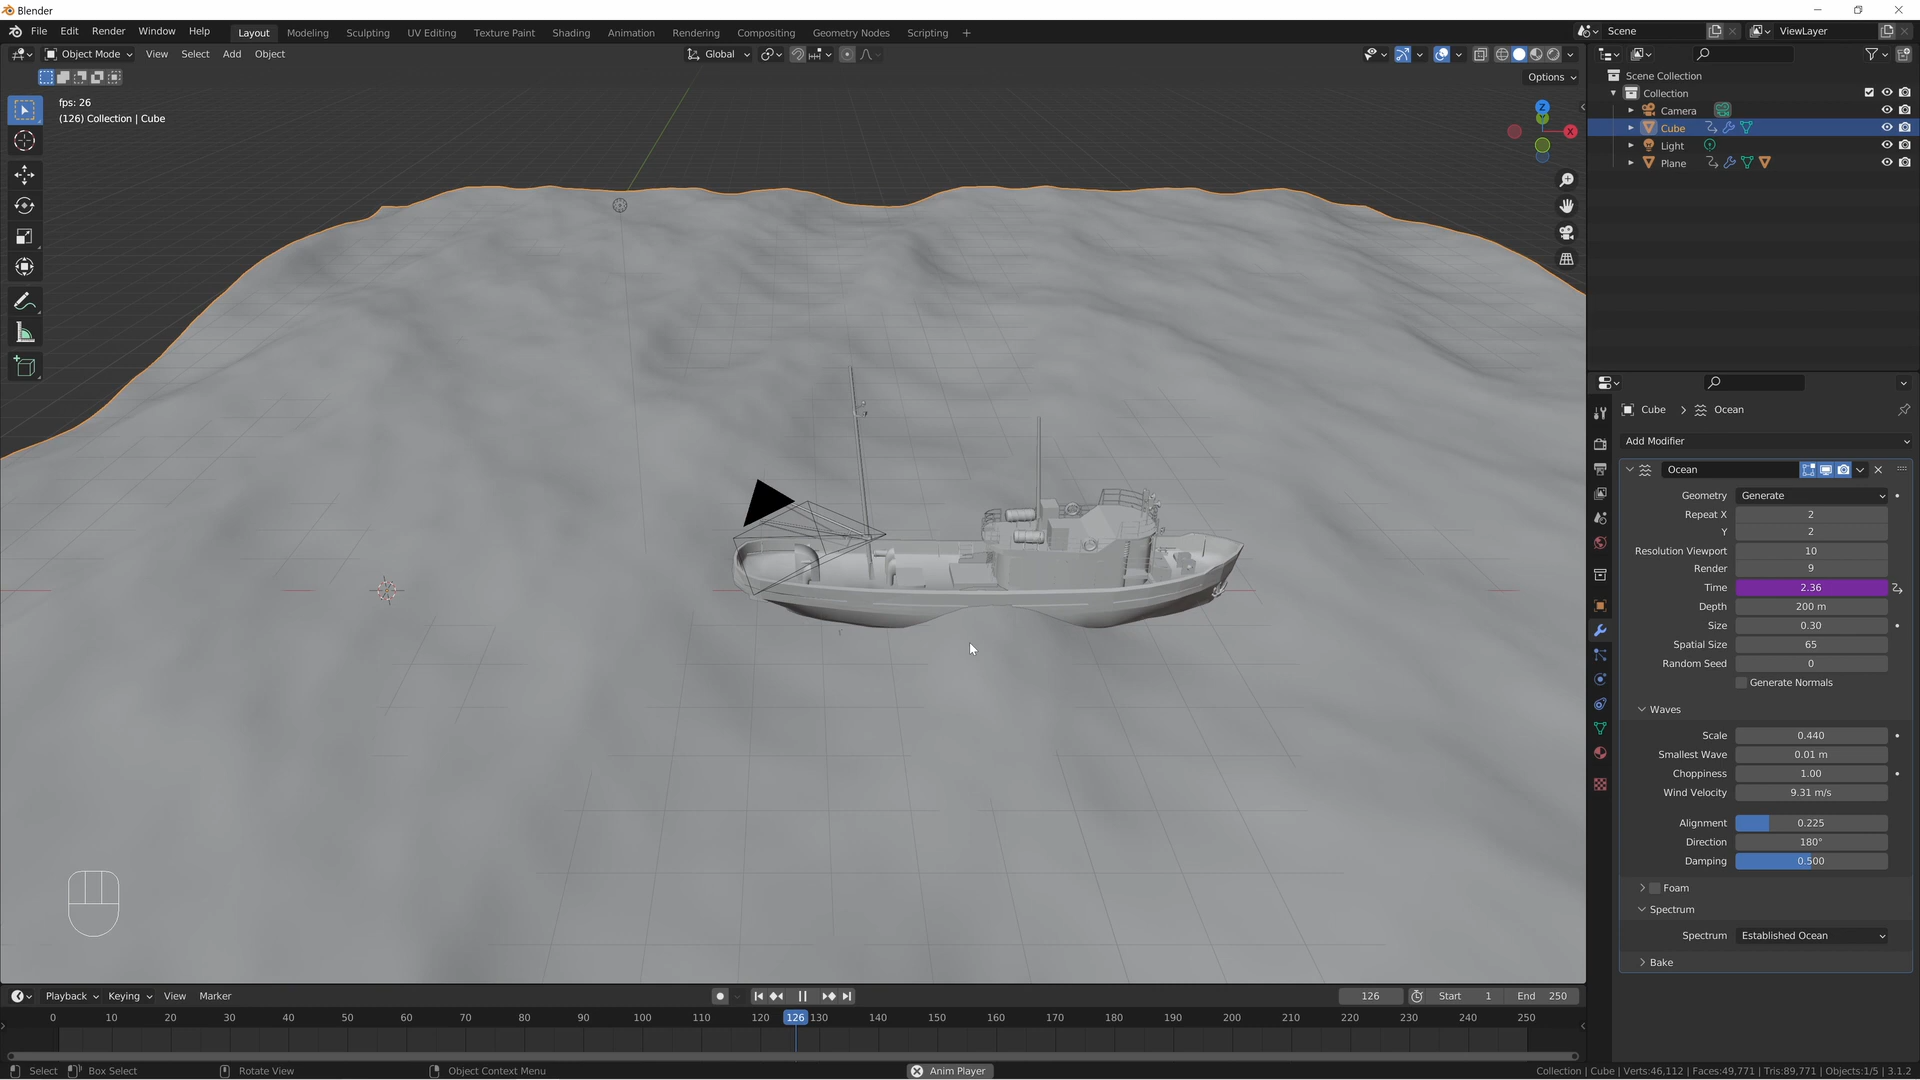 Blender
File Edit Render Window Help
Layout Modeling Sculpting UV Editing Texture Paint Shading Animation Rendering Compositing Geometry Nodes Scripting +
Scene
ViewLayer
Object Mode View Select Add Object
Global
Options
fps: 26
(126) Collection | Cube
Z
X
Scene Collection
Collection
Camera
Cube
Light
Plane
Cube > Ocean
Add Modifier
Ocean
Geometry Generate
Repeat X 2
Y 2
Resolution Viewport 10
Render 9
Time 2.36
Depth 200 m
Size 0.30
Spatial Size 65
Random Seed 0
Generate Normals
Waves
Scale 0.440
Smallest Wave 0.01 m
Choppiness 1.00
Wind Velocity 9.31 m/s
Alignment 0.225
Direction 180°
Damping 0.500
Foam
Spectrum
Spectrum Established Ocean
Bake
Playback Keying View Marker
126 Start 1 End 250
0 10 20 30 40 50 60 70 80 90 100 110 120 126 130 140 150 160 170 180 190 200 210 220 230 240 250
Select Box Select Rotate View Object Context Menu Anim Player Collection | Cube | Verts:46,112 | Faces:49,771 | Tris:89,771 | Objects:1/5 | 3.1.2